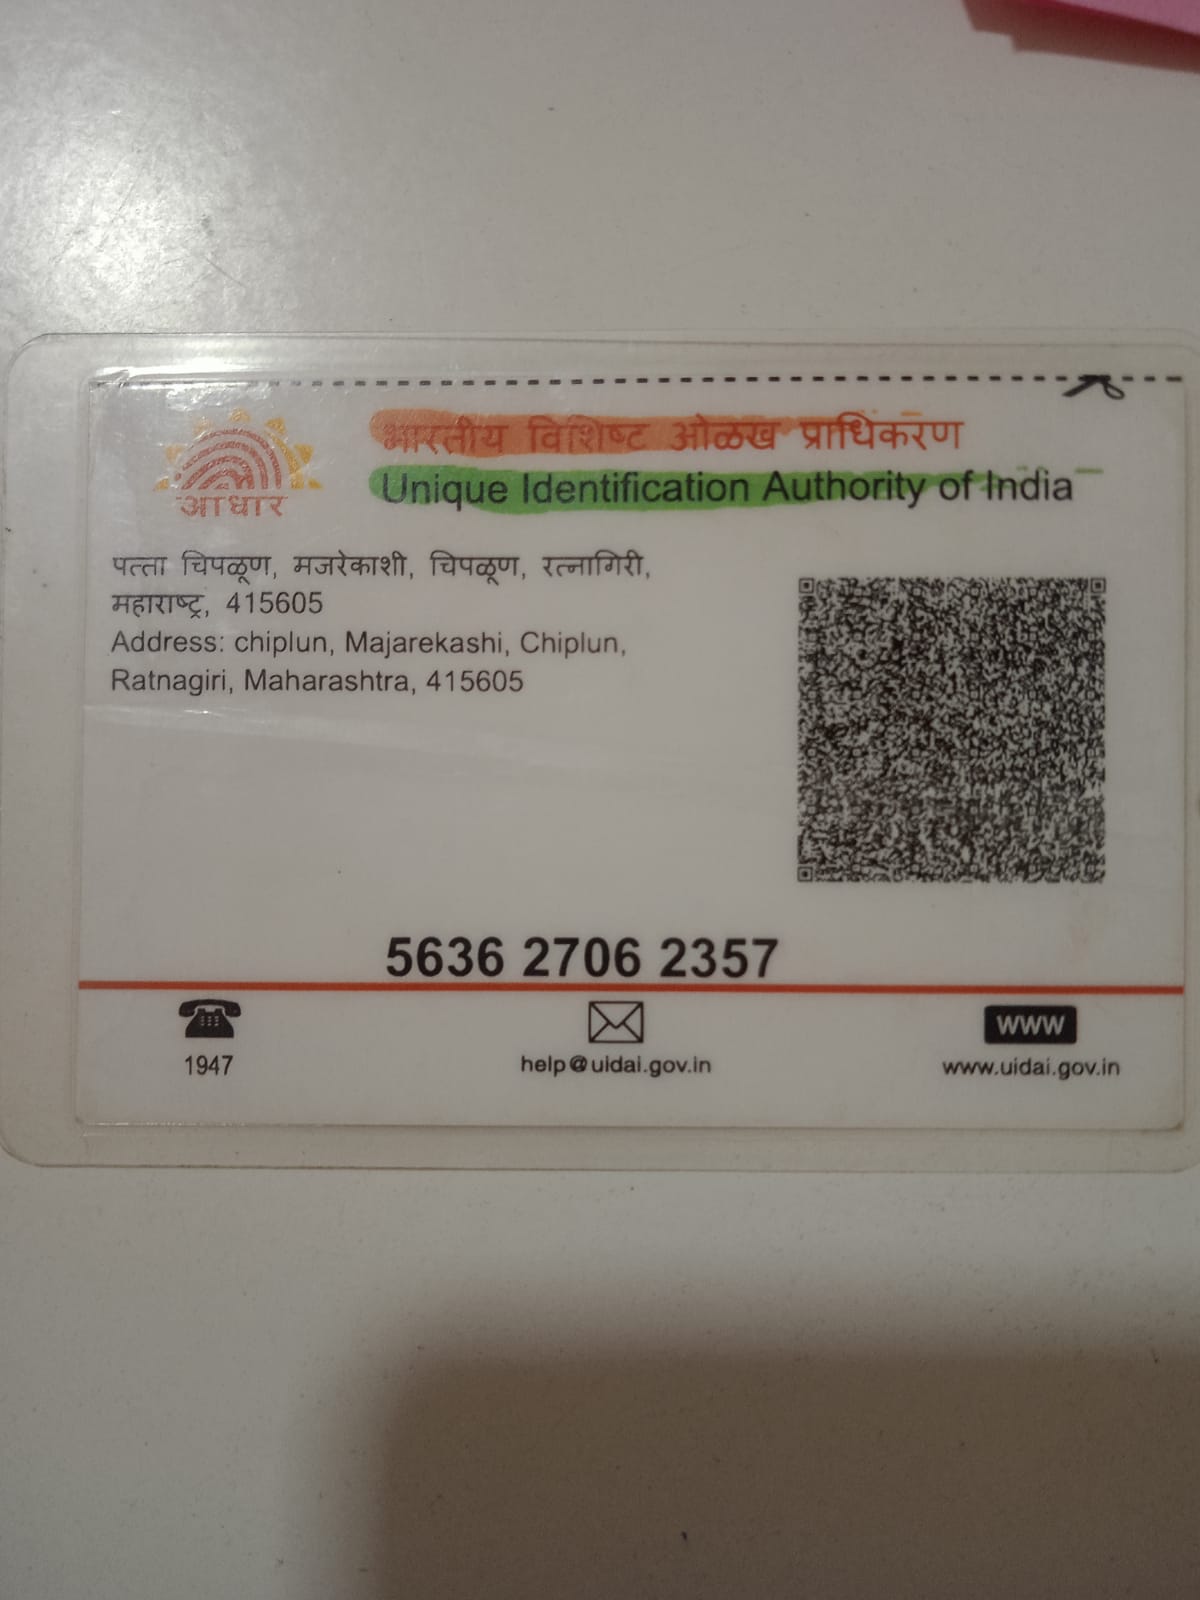 भारतीय विशिष्ट ओळख प्राधिकरण
Unique Identification Authority of India
आधार
पत्ता चिपळूण, मजरेकाशी, चिपळूण, रत्नागिरी,
महाराष्ट्र, 415605
Address: chiplun, Majarekashi, Chiplun,
Ratnagiri, Maharashtra, 415605
5636 2706 2357
WWW
1947
help@uidai.gov.in
www.uidai.gov.in